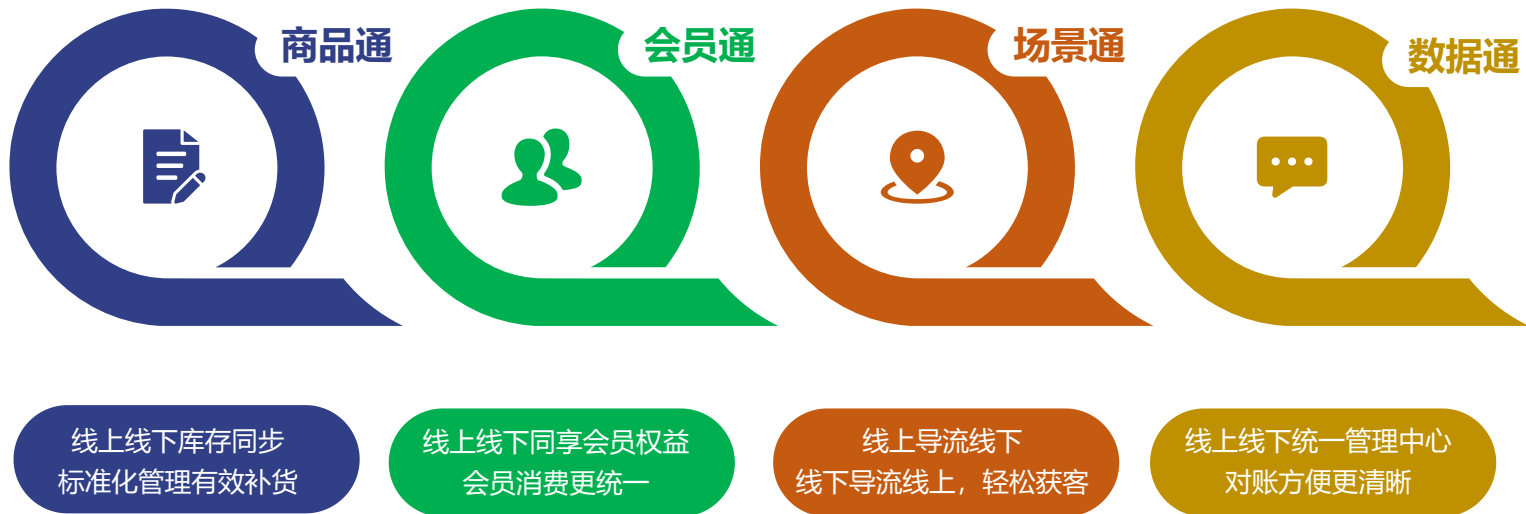 商品通
会员通
场景通
数据通
线上线下库存同步
标准化管理有效补货
线上线下同享会员权益
会员消费更统一
线上导流线下
线下导流线上，轻松获客
线上线下统一管理中心
对账方便更清晰